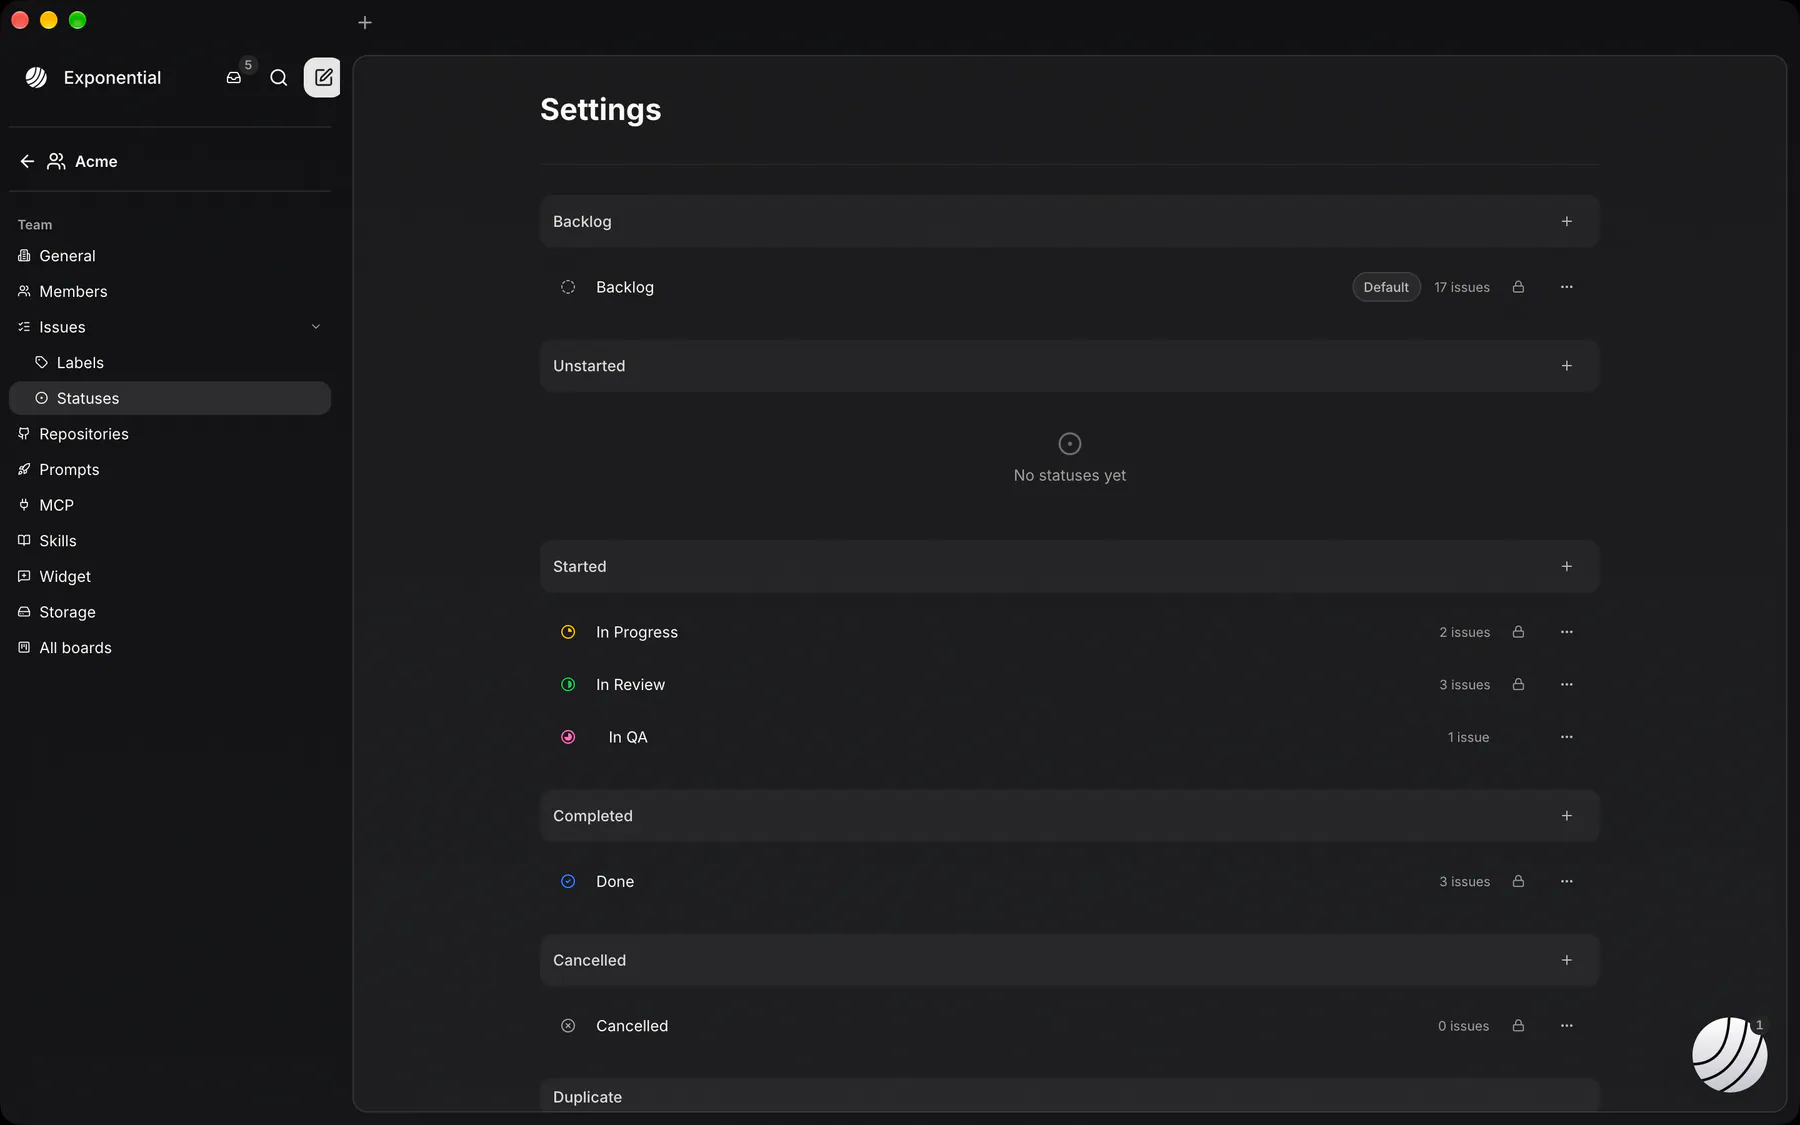 Exponential
5
Acme
Team
General
Members
Issues
Labels
Statuses
Repositories
Prompts
MCP
Skills
Widget
Storage
All boards
Settings
Backlog
Backlog Default 17 issues
Unstarted
No statuses yet
Started
In Progress 2 issues
In Review 3 issues
In QA 1 issue
Completed
Done 3 issues
Cancelled
Cancelled 0 issues
Duplicate
1